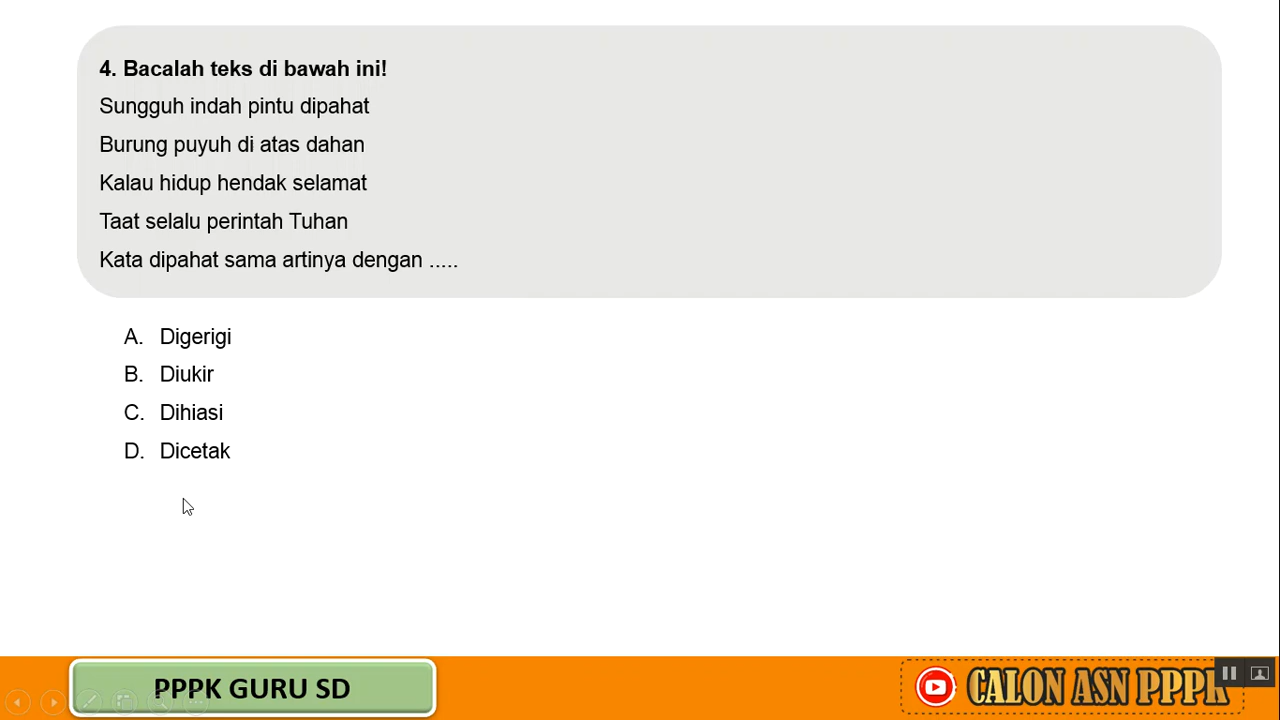 4. Bacalah teks di bawah ini!
Sungguh indah pintu dipahat
Burung puyuh di atas dahan
Kalau hidup hendak selamat
Taat selalu perintah Tuhan
Kata dipahat sama artinya dengan .....
A. Digerigi
B. Diukir
C. Dihiasi
D. Dicetak
PPPK GURU SD
CALON ASN PPPK